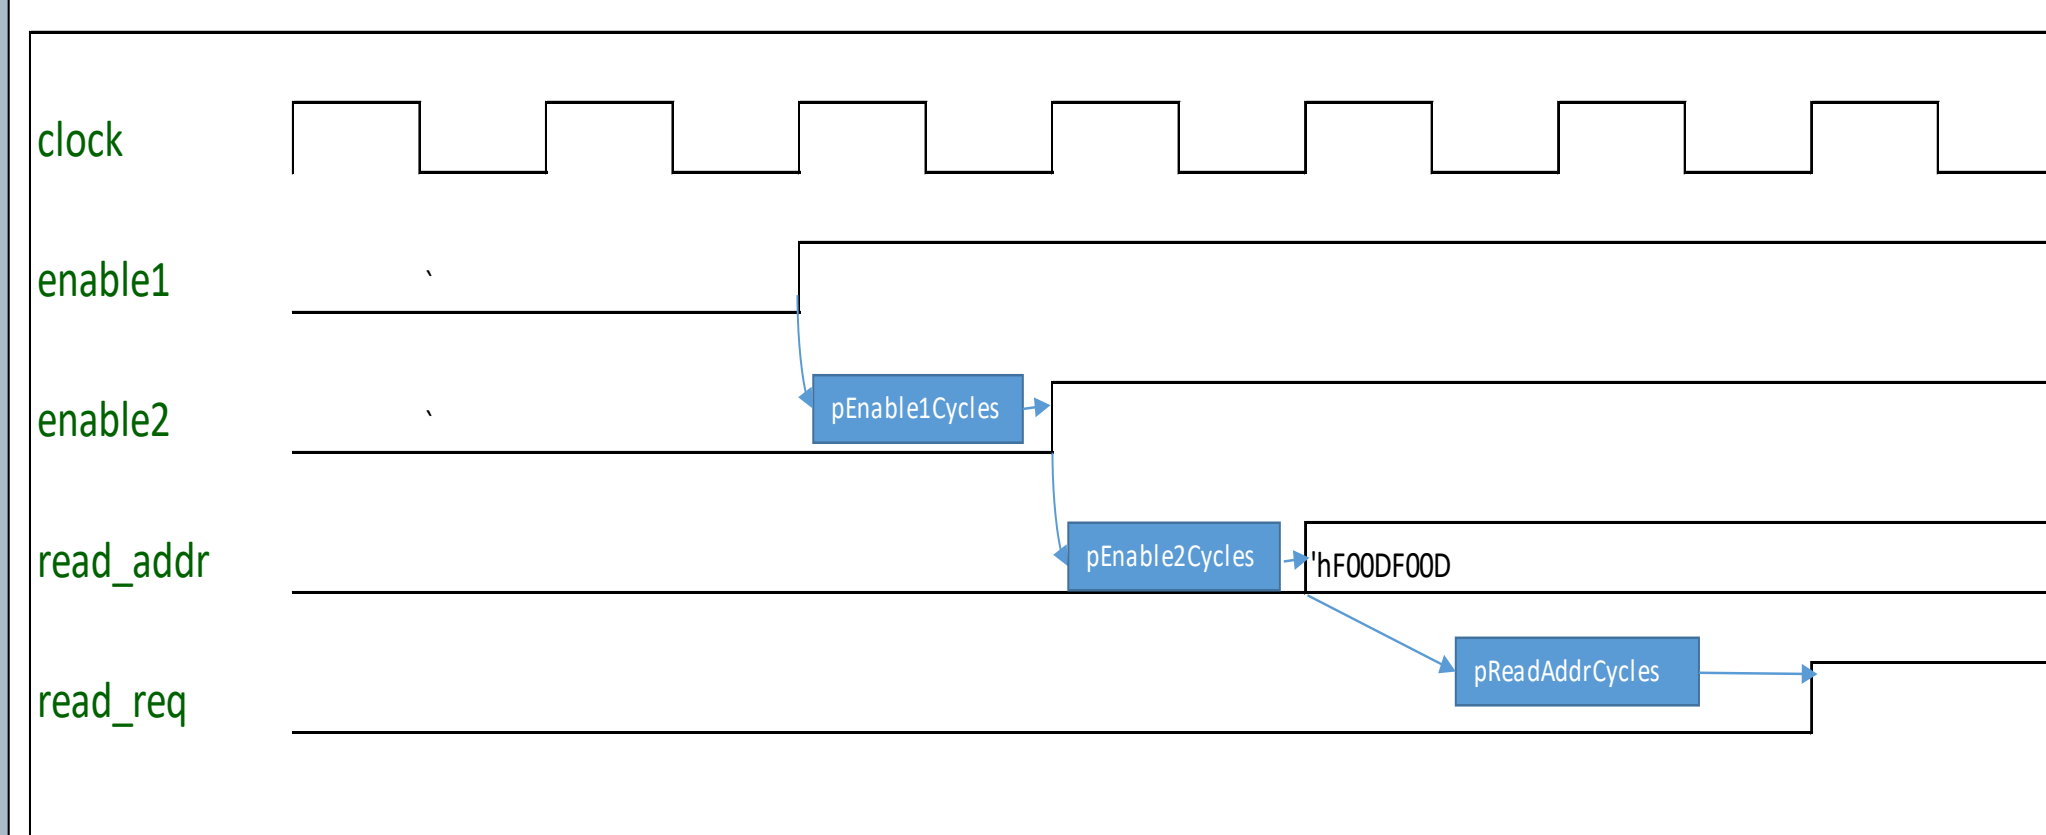 clock
enable1
`
enable2
`
pEnable1Cycles
read_addr
pEnable2Cycles
'hF00DF00D
read_req
pReadAddrCycles